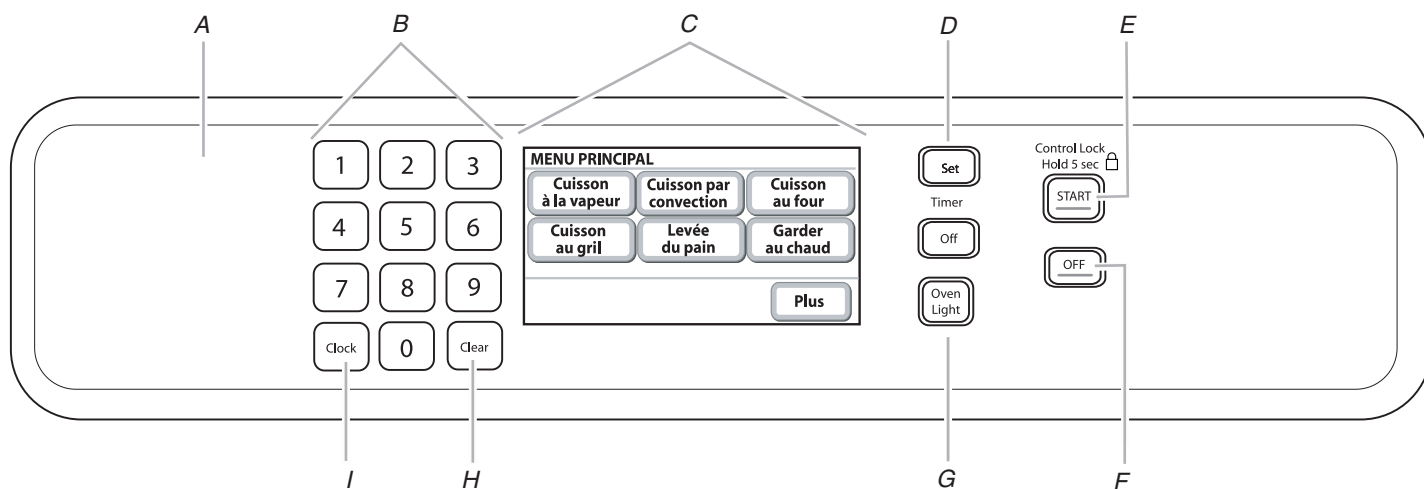 A B C D E
1 2 3
4 5 6
7 8 9
Clock 0 Clear
MENU PRINCIPAL
Cuisson
à la vapeur
Cuisson par
convection
Cuisson
au four
Cuisson
au gril
Levée
du pain
Garder
au chaud
Plus
Set
Timer
Off
Oven
Light
Control Lock
Hold 5 sec
START
OFF
I H G F